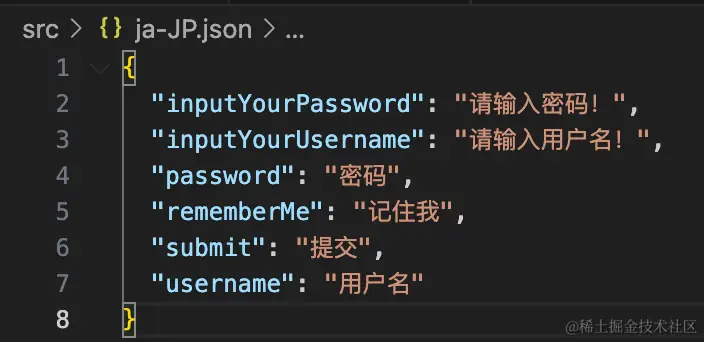 src > {} ja-JP.json > ...
1 {
2 "inputYourPassword": "请输入密码！",
3 "inputYourUsername": "请输入用户名！",
4 "password": "密码",
5 "rememberMe": "记住我",
6 "submit": "提交",
7 "username": "用户名"
8 }
@稀土掘金技术社区